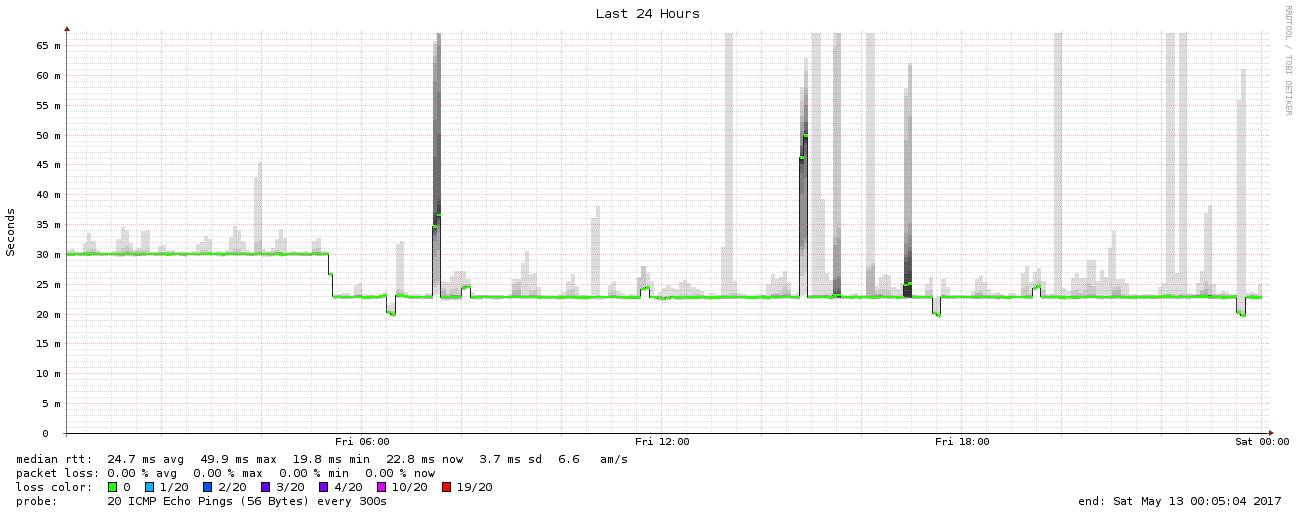 Last 24 Hours
RRDTOOL / TOBI OETIKER
Seconds
65 m
60 m
55 m
50 m
45 m
40 m
35 m
30 m
25 m
20 m
15 m
10 m
5 m
0
Fri 06:00 Fri 12:00 Fri 18:00 Sat 00:00
median rtt: 24.7 ms avg 49.9 ms max 19.8 ms min 22.8 ms now 3.7 ms sd 6.6 am/s
packet loss: 0.00 % avg 0.00 % max 0.00 % min 0.00 % now
loss color: 0 1/20 2/20 3/20 4/20 10/20 19/20
probe: 20 ICMP Echo Pings (56 Bytes) every 300s end: Sat May 13 00:05:04 2017